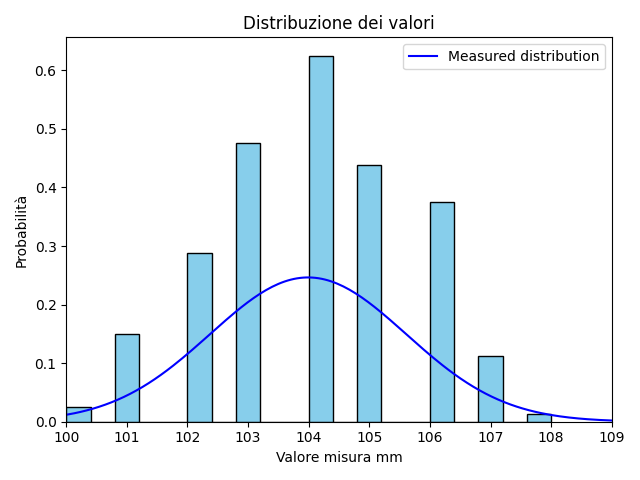 Distribuzione dei valori
Measured distribution
Probabilità
0.6
0.5
0.4
0.3
0.2
0.1
0.0
100 101 102 103 104 105 106 107 108 109
Valore misura mm